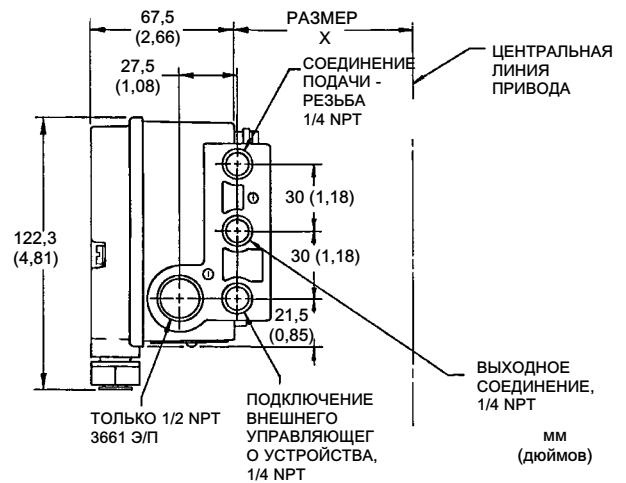 67,5
(2,66)
РАЗМЕР
X
27,5
(1,08)
СОЕДИНЕНИЕ
ПОДАЧИ -
РЕЗЬБА
1/4 NPT
ЦЕНТРАЛЬНАЯ
ЛИНИЯ
ПРИВОДА
30 (1,18)
122,3
(4,81)
30 (1,18)
21,5
(0,85)
ВЫХОДНОЕ
СОЕДИНЕНИЕ,
1/4 NPT
ТОЛЬКО 1/2 NPT
3661 Э/П
ПОДКЛЮЧЕНИЕ
ВНЕШНЕГО
УПРАВЛЯЮЩЕГ
О УСТРОЙСТВА,
1/4 NPT
мм
(дюймов)